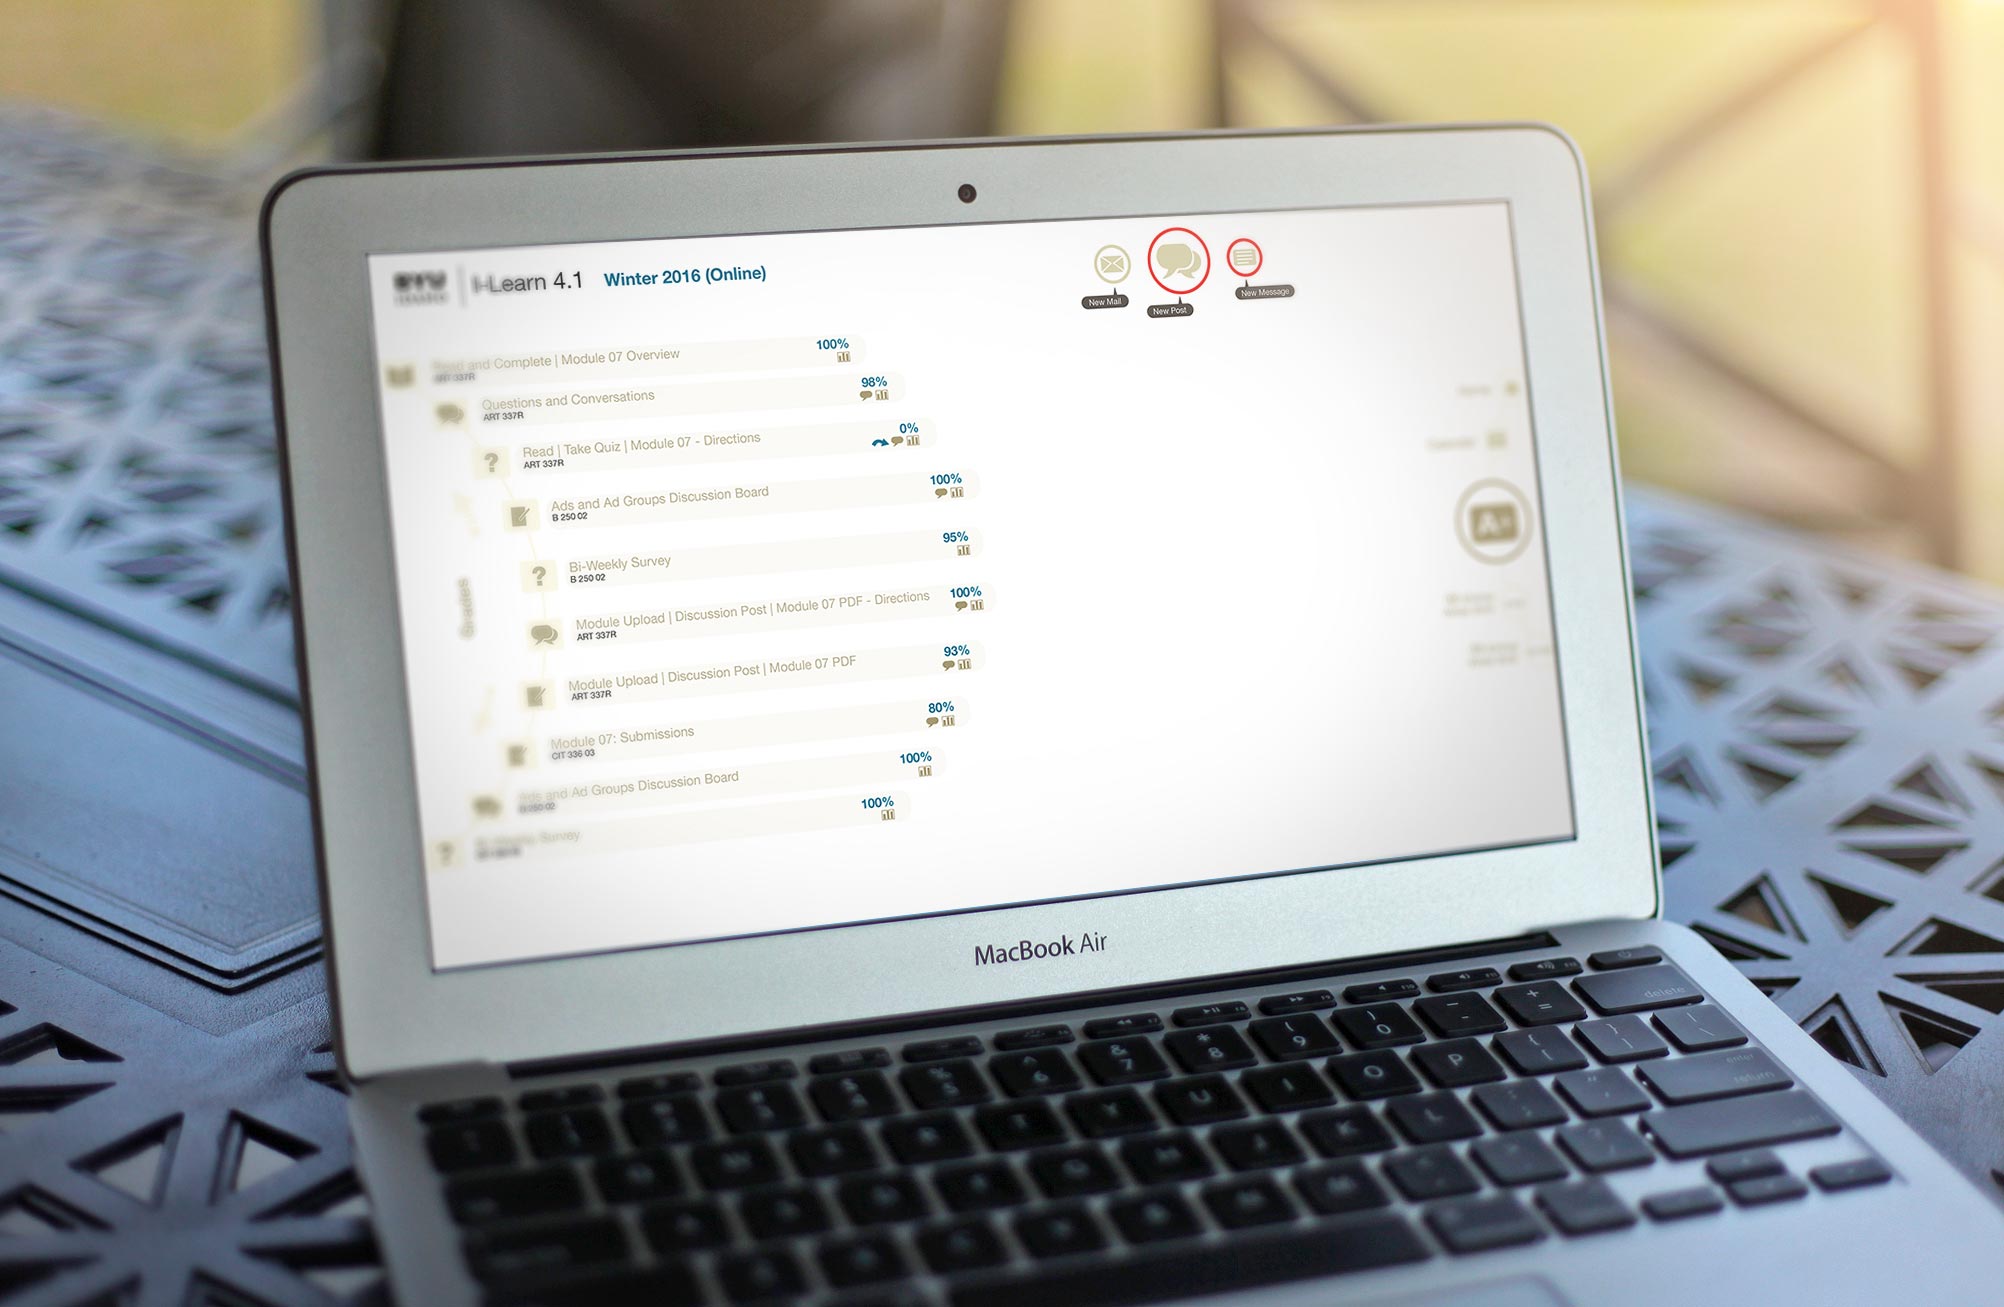 BYU
IDAHO
I-Learn 4.1
Winter 2016 (Online)
New Mail
New Post
New Message
Read and Complete | Module 07 Overview
ART 337R
100%
Questions and Conversations
ART 337R
98%
Read | Take Quiz | Module 07 - Directions
ART 337R
0%
Ads and Ad Groups Discussion Board
B 250 02
100%
Bi-Weekly Survey
B 250 02
95%
Module Upload | Discussion Post | Module 07 PDF - Directions
ART 337R
100%
Module Upload | Discussion Post | Module 07 PDF
ART 337R
93%
Module 07: Submissions
CIT 336 03
80%
Ads and Ad Groups Discussion Board
B 250 02
100%
Bi-Weekly Survey
100%
Grades
A+
MacBook Air
delete
enter
return
& 7
* 8
( 9
) 0
- 
+ =
T Y U I O P
{ [
} ]
| \
J K L